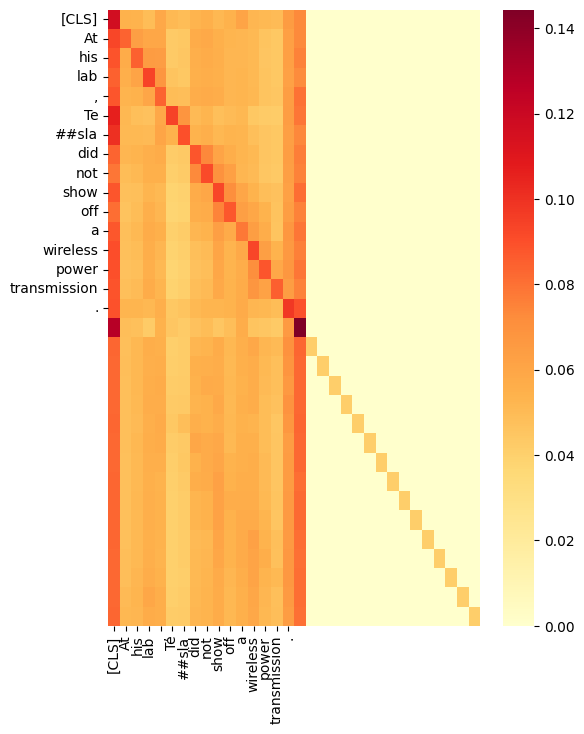 [CLS]
At
his
lab
,
Te
##sla
did
not
show
off
a
wireless
power
transmission
.
[CLS]
At
his
lab
,
Te
##sla
did
not
show
off
a
wireless
power
transmission
.
0.14
0.12
0.10
0.08
0.06
0.04
0.02
0.00